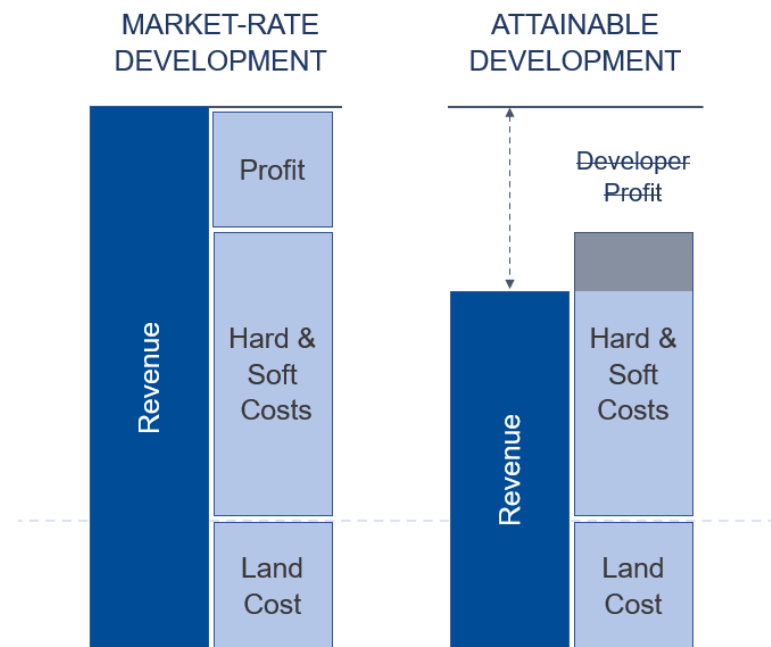 MARKET-RATE
DEVELOPMENT
Revenue
Profit
Hard &
Soft
Costs
Land
Cost
ATTAINABLE
DEVELOPMENT
Developer
Profit
Revenue
Hard &
Soft
Costs
Land
Cost